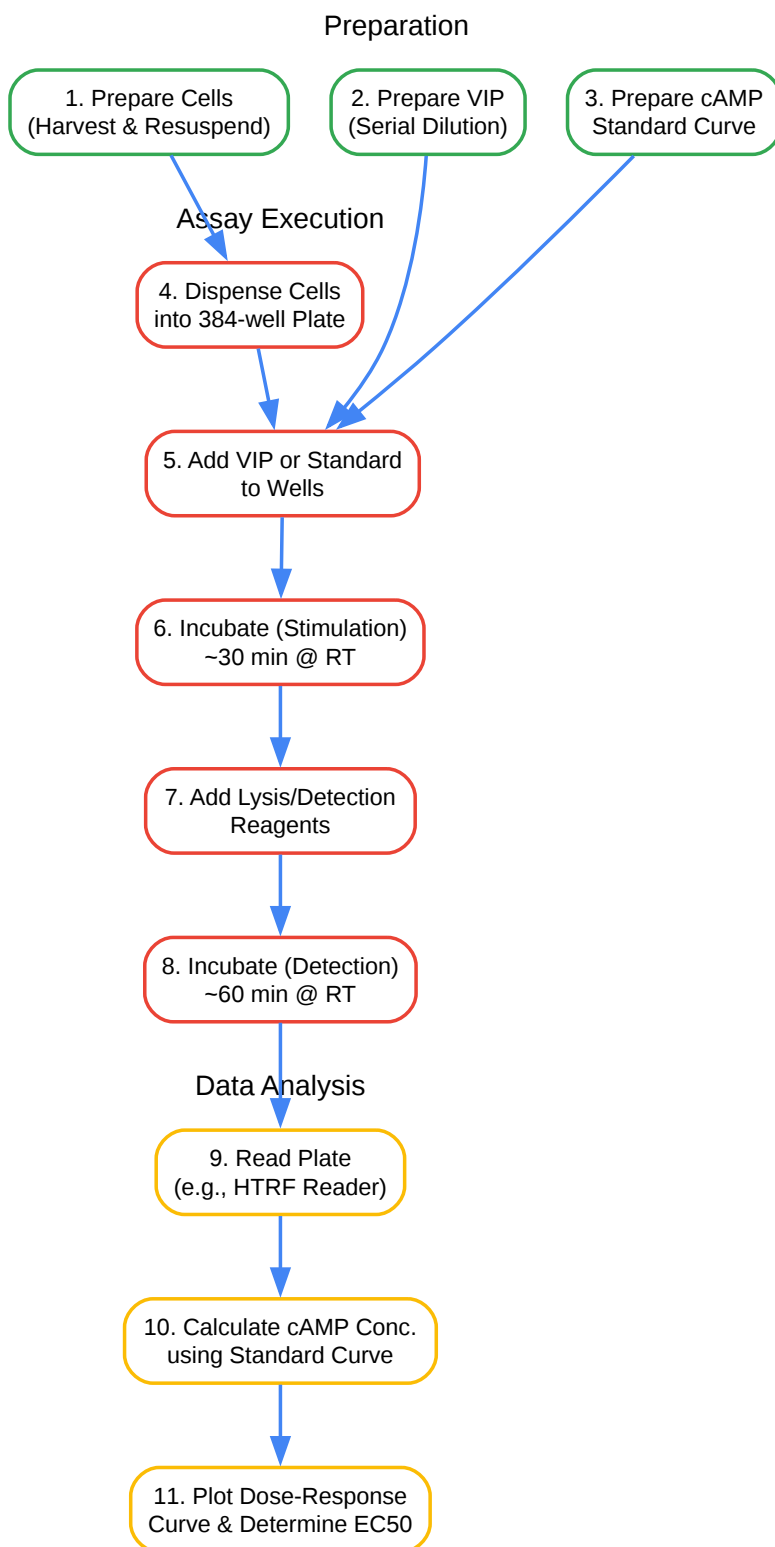 Preparation
1. Prepare Cells
(Harvest & Resuspend)
2. Prepare VIP
(Serial Dilution)
3. Prepare cAMP
Standard Curve
Assay Execution
4. Dispense Cells
into 384-well Plate
5. Add VIP or Standard
to Wells
6. Incubate (Stimulation)
~30 min @ RT
7. Add Lysis/Detection
Reagents
8. Incubate (Detection)
~60 min @ RT
Data Analysis
9. Read Plate
(e.g., HTRF Reader)
10. Calculate cAMP Conc.
using Standard Curve
11. Plot Dose-Response
Curve & Determine EC50